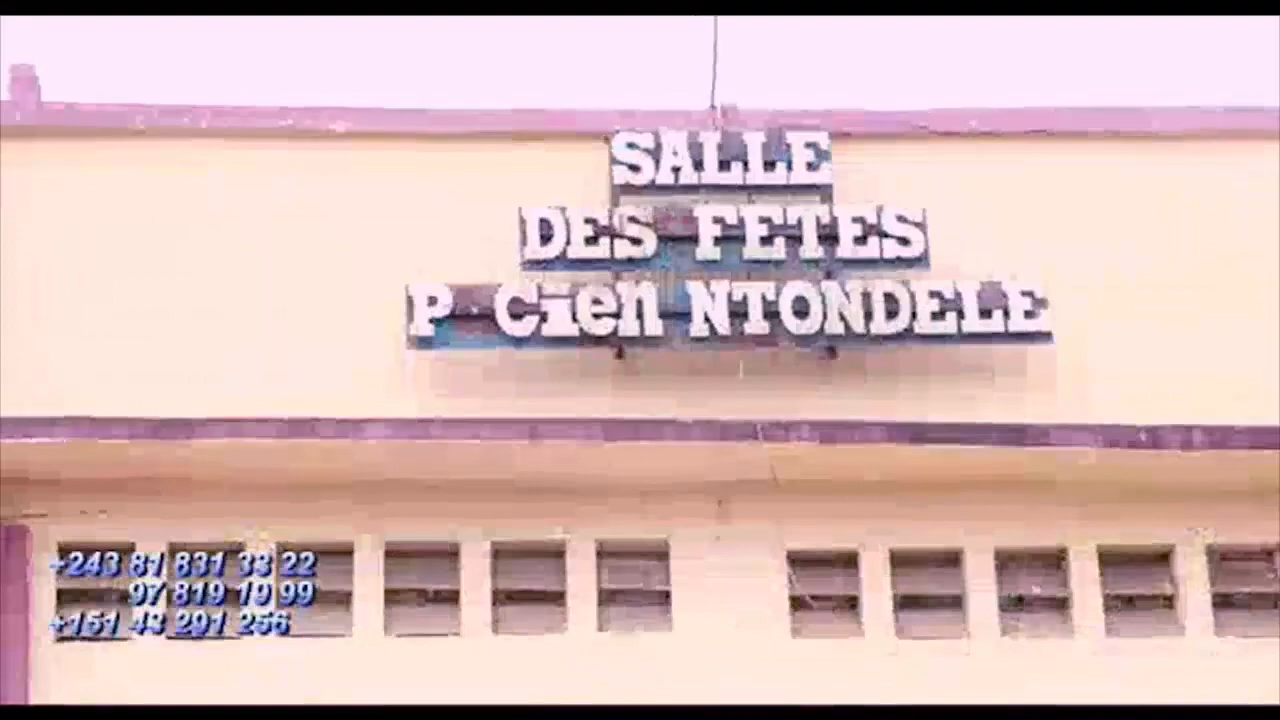 SALLE
DES FETES
P. Cien NTONDELE
+243 81 831 33 22
97 819 19 99
+151 43 291 256